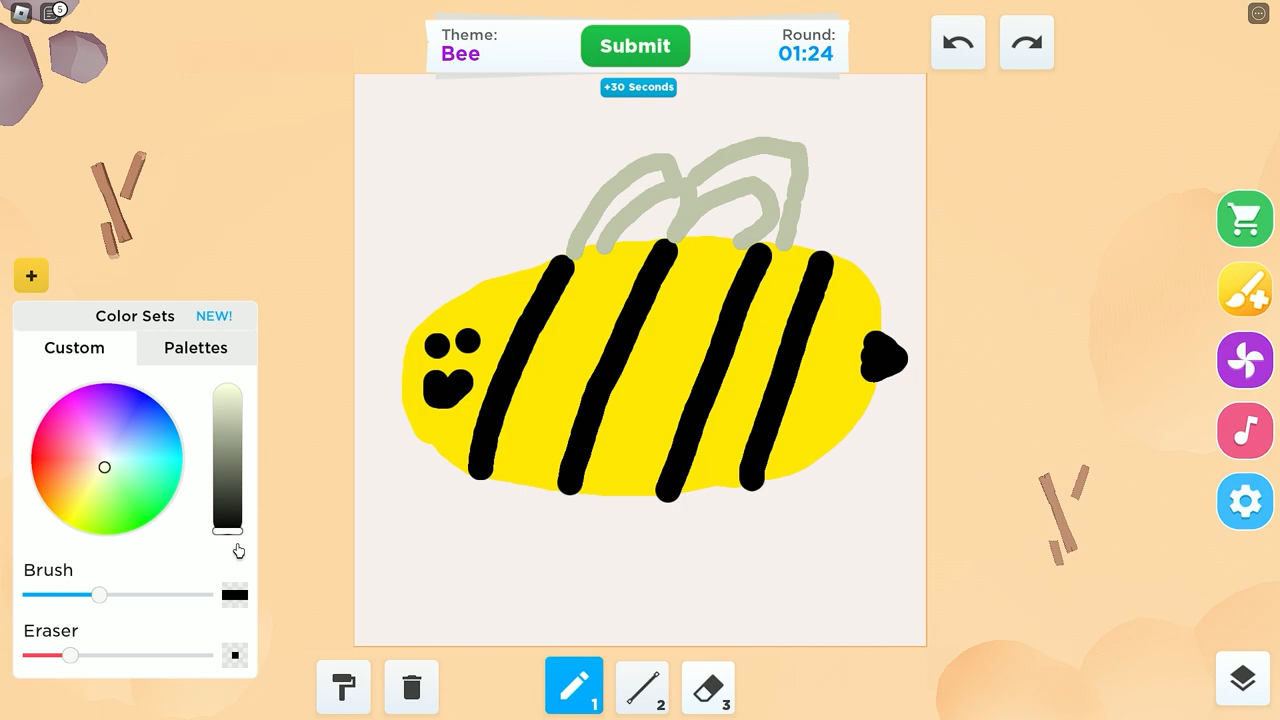 5
Theme:
Bee
Submit
Round:
01:24
+30 Seconds
+
Color Sets NEW!
Custom Palettes
Brush
Eraser
1
2
3